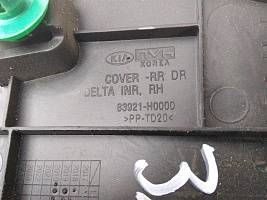 KIA
KOREA
COVER -RR DR
DELTA INR, RH
83921-H0000
>PP-TD20<